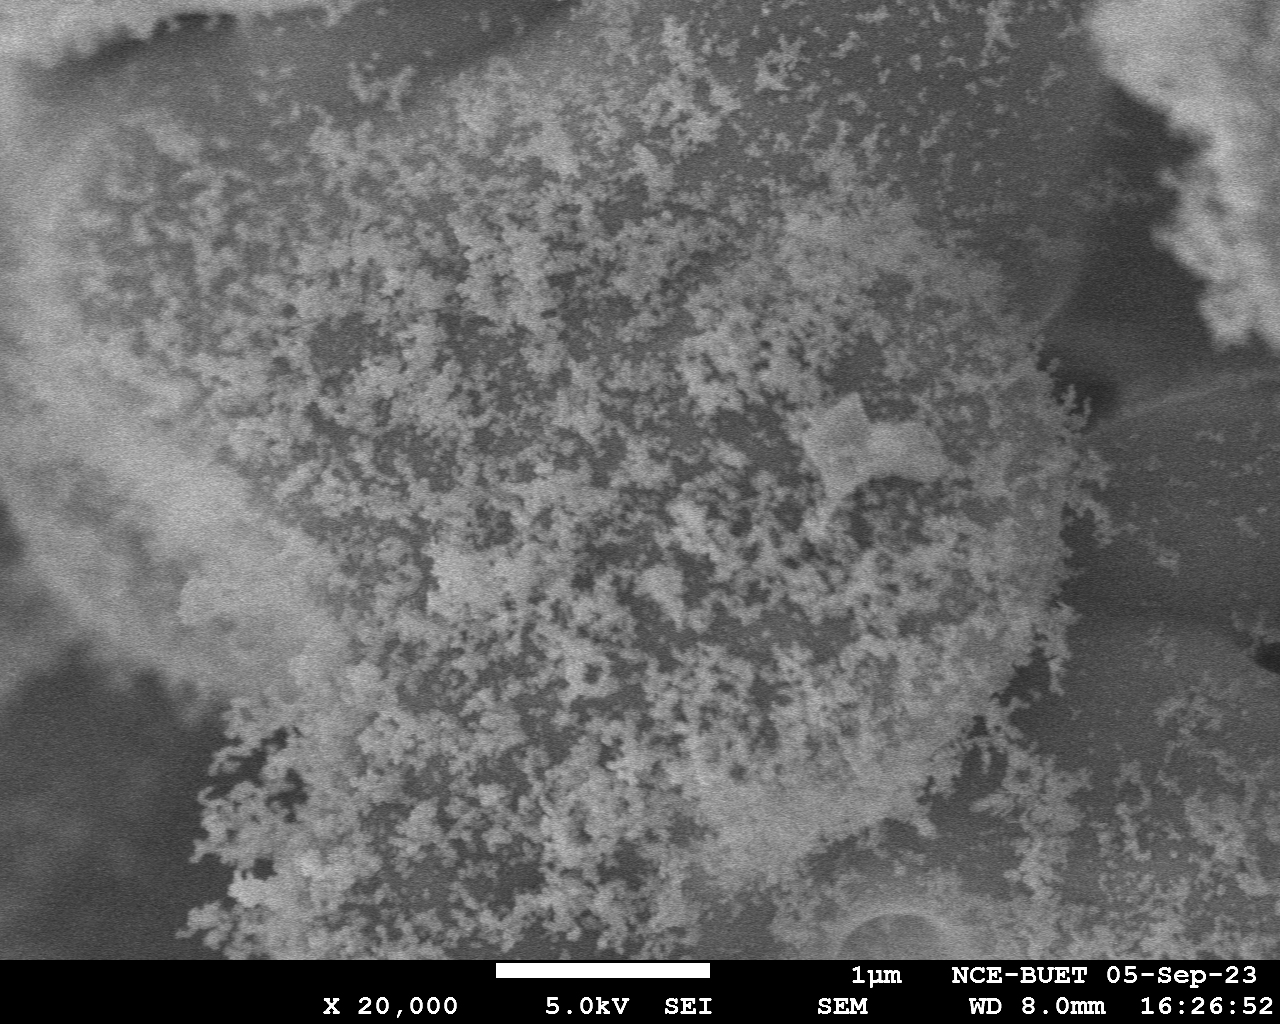 1μm NCE-BUET 05-Sep-23
X 20,000 5.0kV SEI SEM WD 8.0mm 16:26:52